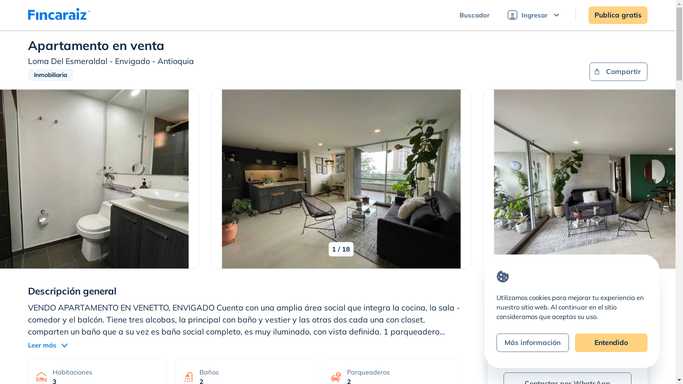 Fincaraiz
Buscador
Ingresar
Publica gratis
Apartamento en venta
Loma Del Esmeraldal - Envigado - Antioquia
Inmobiliaria
Compartir
1 / 18
Descripción general
VENDO APARTAMENTO EN VENETTO, ENVIGADO Cuenta con una amplia área social que integra la cocina, la sala -
comedor y el balcón. Tiene tres alcobas, la principal con baño y vestier y las otras dos cada una con closet,
comparten un baño que a su vez es baño social completo, es muy iluminado, con vista definida. 1 parqueadero...
Leer más
Habitaciones
3
Baños
2
Parqueaderos
2
Utilizamos cookies para mejorar tu experiencia en
nuestro sitio web. Al continuar en el sitio
consideramos que aceptas su uso.
Más información
Entendido
Contactar por WhatsApp